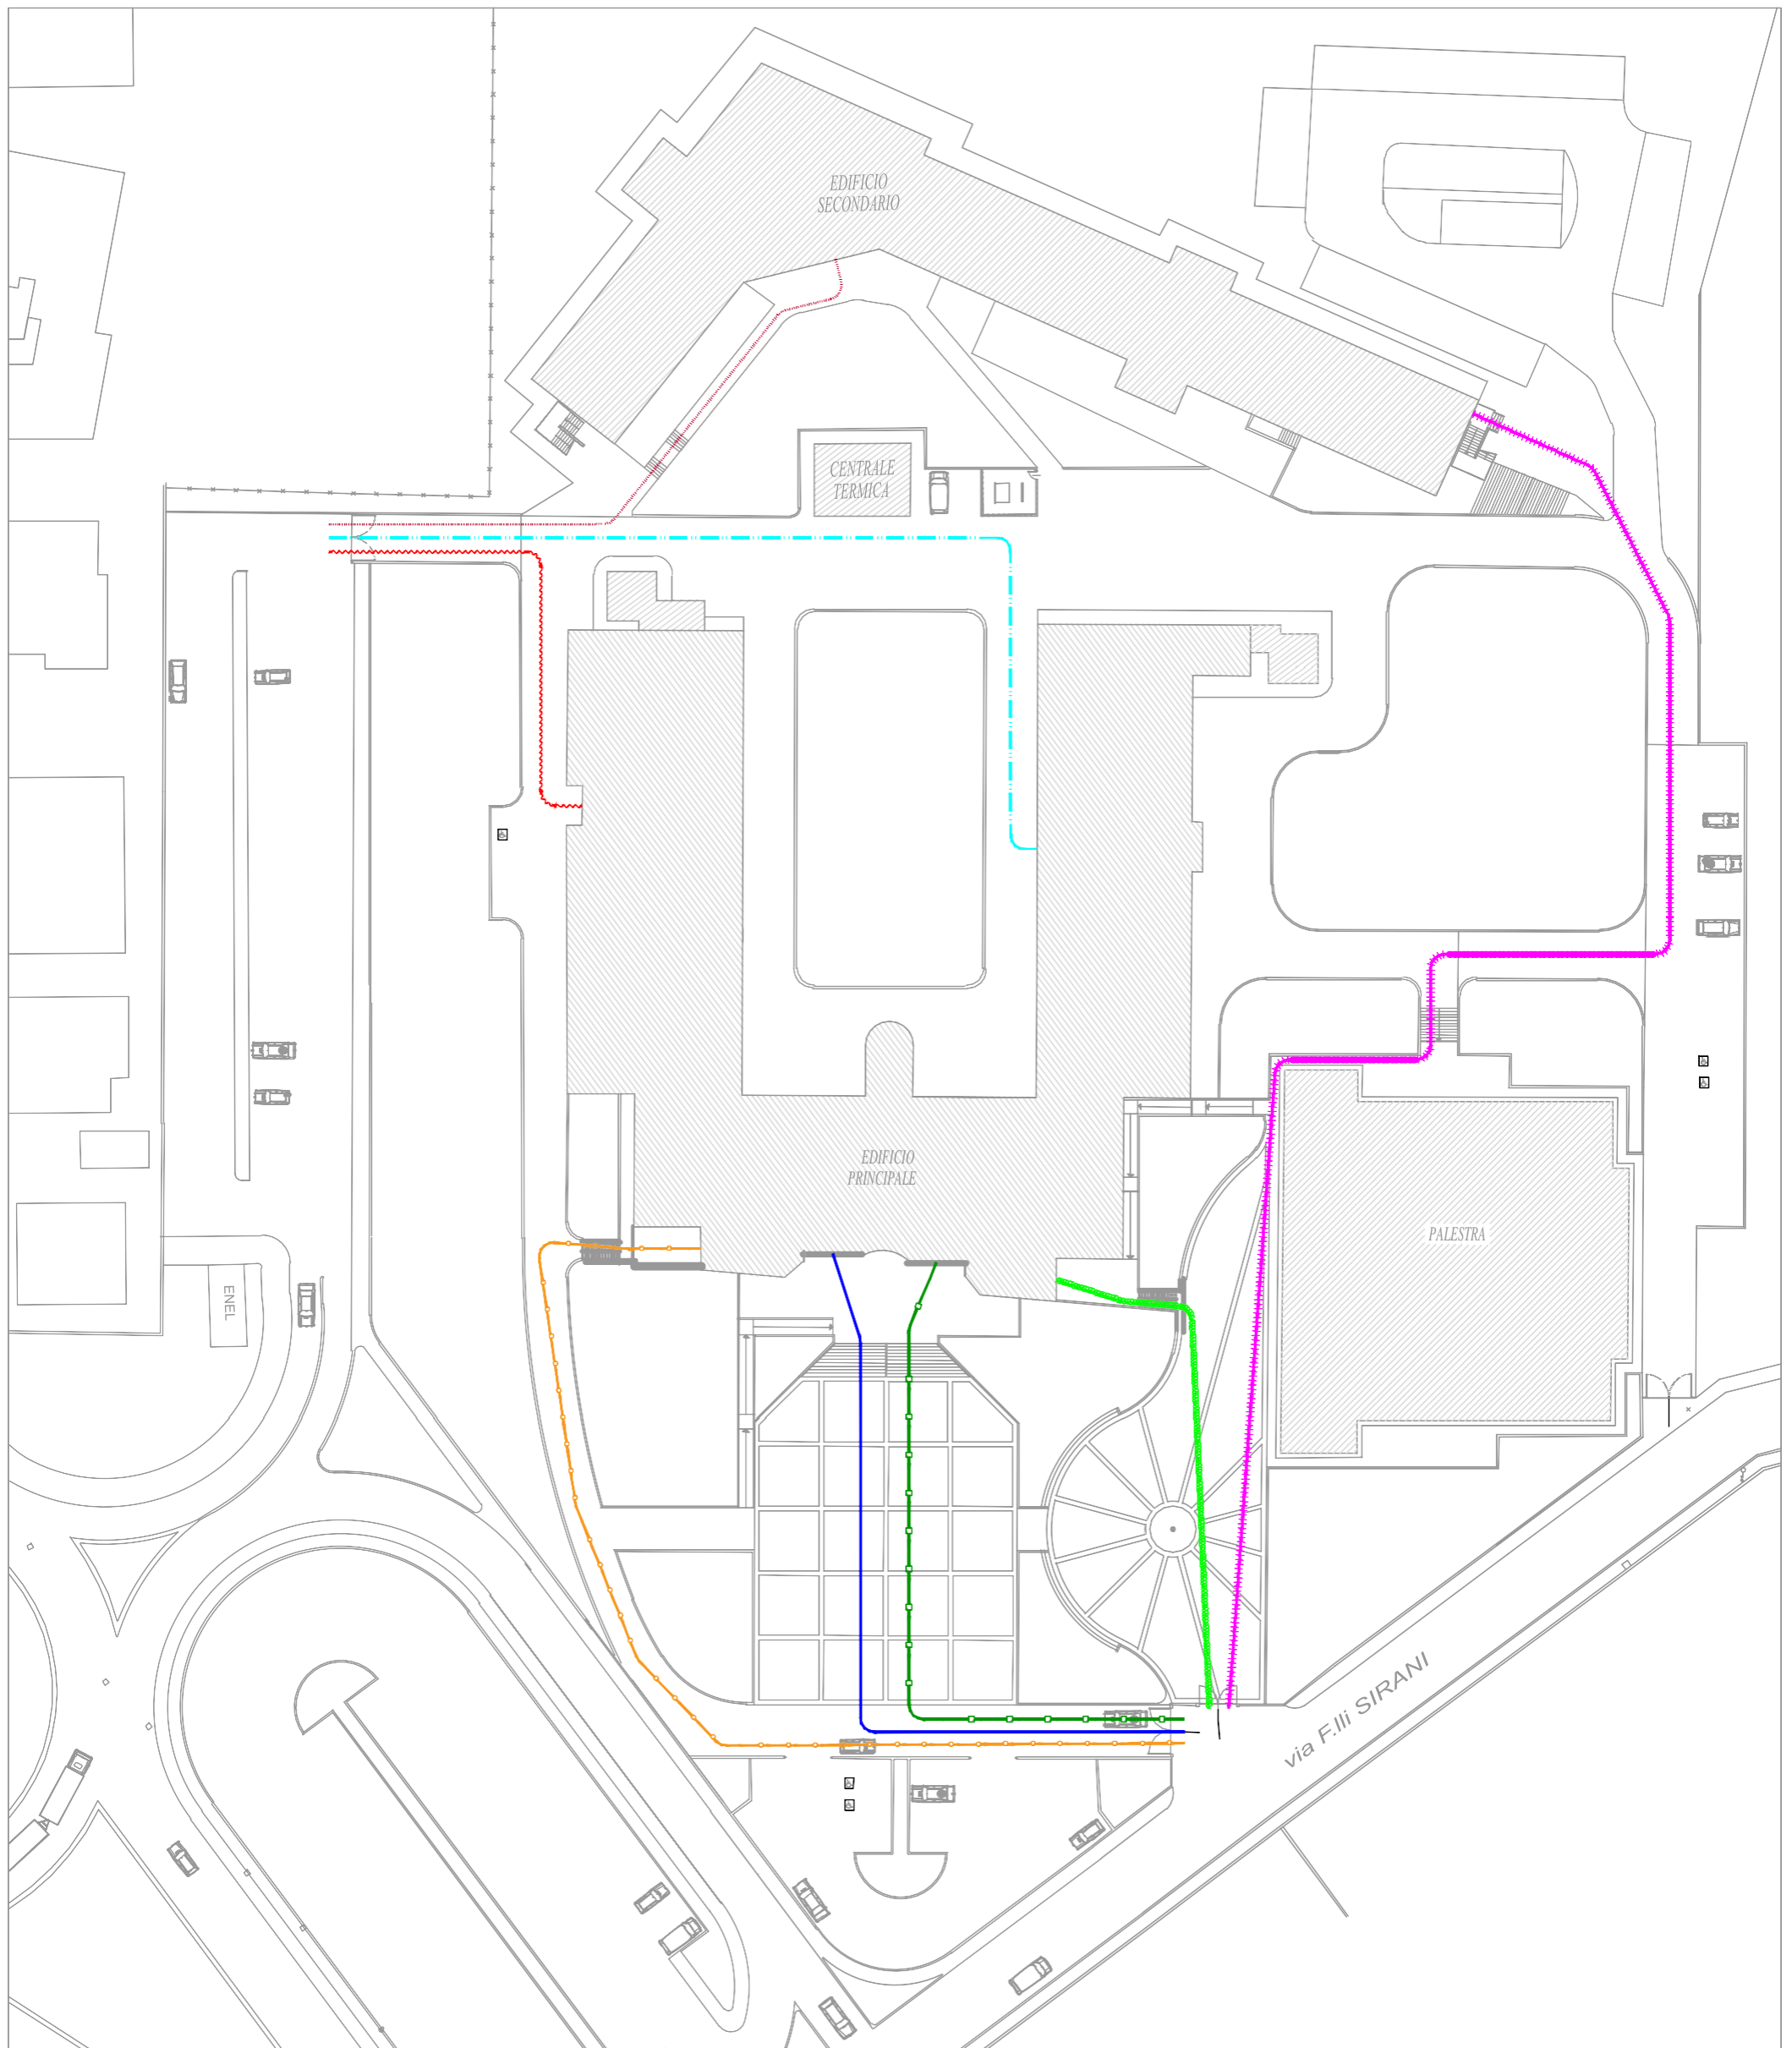 EDIFICIO
SECONDARIO
CENTRALE
TERMICA
EDIFICIO
PRINCIPALE
PALESTRA
ENEL
via F.lli SIRANI